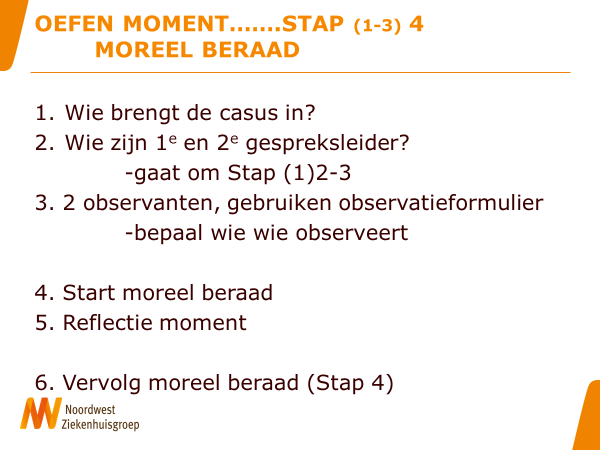 OEFEN MOMENT.......STAP (1-3) 4
MOREEL BERAAD
1. Wie brengt de casus in?
2. Wie zijn 1e en 2e gespreksleider?
-gaat om Stap (1)2-3
3. 2 observanten, gebruiken observatieformulier
-bepaal wie wie observeert
4. Start moreel beraad
5. Reflectie moment
6. Vervolg moreel beraad (Stap 4)
Noordwest
Ziekenhuisgroep